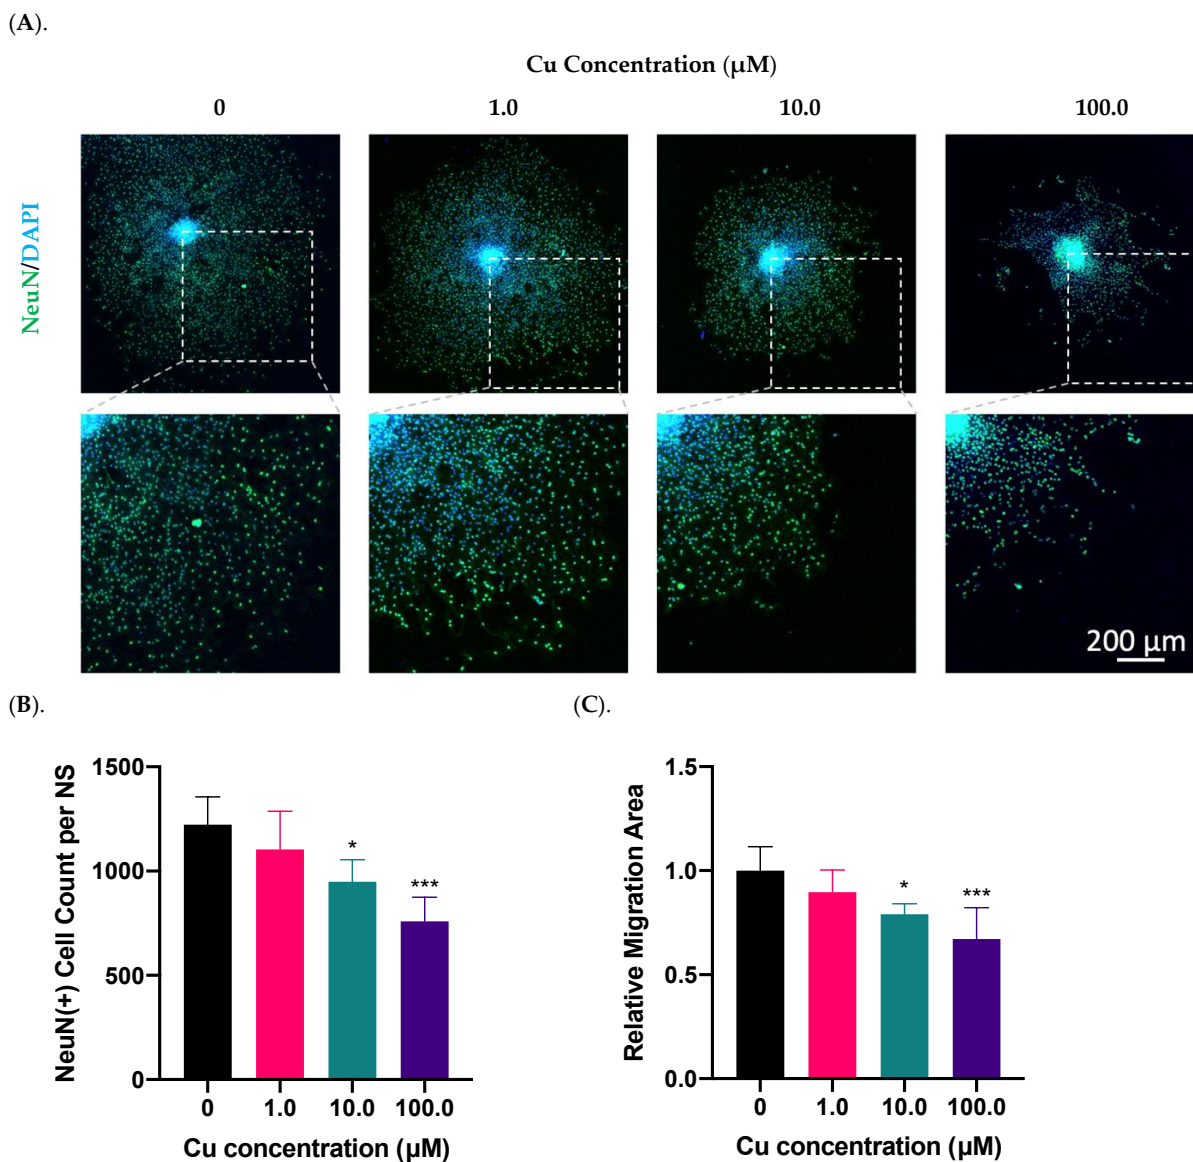 (A).
Cu Concentration (µM)
0 1.0 10.0 100.0
NeuN/DAPI
200 µm
(B).
(C).
NeuN(+) Cell Count per NS
1500
1000
500
0
*
***
0 1.0 10.0 100.0
Cu concentration (µM)
Relative Migration Area
1.5
1.0
0.5
0.0
*
***
0 1.0 10.0 100.0
Cu concentration (µM)